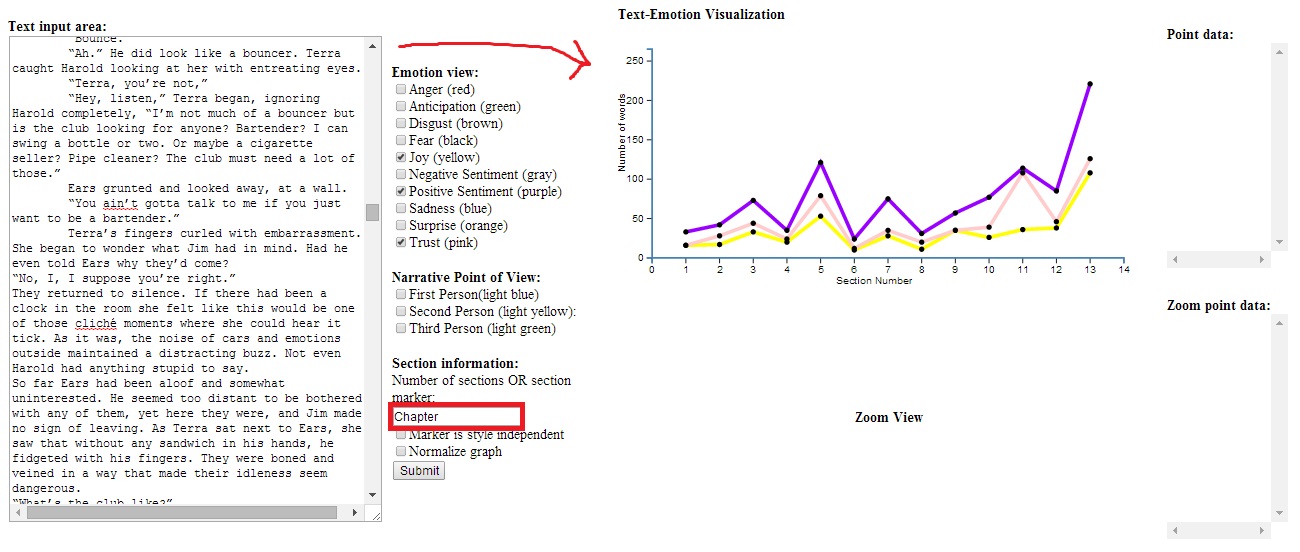 Text input area:
Bounce.
“Ah.” He did look like a bouncer. Terra
caught Harold looking at her with entreating eyes.
“Terra, you’re not,”
“Hey, listen,” Terra began, ignoring
Harold completely, “I’m not much of a bouncer but
is the club looking for anyone? Bartender? I can
swing a bottle or two. Or maybe a cigarette
seller? Pipe cleaner? The club must need a lot of
those.”
Ears grunted and looked away, at a wall.
“You ain’t gotta talk to me if you just
want to be a bartender.”
Terra’s fingers curled with embarrassment.
She began to wonder what Jim had in mind. Had he
even told Ears why they’d come?
“No, I, I suppose you’re right.”
They returned to silence. If there had been a
clock in the room she felt like this would be one
of those cliché moments where she could hear it
tick. As it was, the noise of cars and emotions
outside maintained a distracting buzz. Not even
Harold had anything stupid to say.
So far Ears had been aloof and somewhat
uninterested. He seemed too distant to be bothered
with any of them, yet here they were, and Jim made
no sign of leaving. As Terra sat next to Ears, she
saw that without any sandwich in his hands, he
fidgeted with his fingers. They were boned and
veined in a way that made their idleness seem
dangerous.
“What’s the club like?”
Emotion view:
Anger (red)
Anticipation (green)
Disgust (brown)
Fear (black)
Joy (yellow)
Negative Sentiment (gray)
Positive Sentiment (purple)
Sadness (blue)
Surprise (orange)
Trust (pink)
Narrative Point of View:
First Person(light blue)
Second Person (light yellow):
Third Person (light green)
Section information:
Number of sections OR section
marker:
Chapter
Marker is style independent
Normalize graph
Submit
Text-Emotion Visualization
Number of words
250
200
150
100
50
0
0 1 2 3 4 5 6 7 8 9 10 11 12 13 14
Section Number
Zoom View
Point data:
Zoom point data: